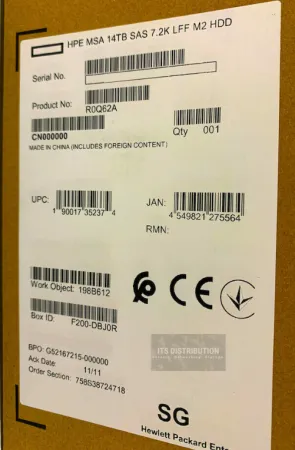 HPE MSA 14TB SAS 7.2K LFF M2 HDD
Serial No.
Product No.: R0Q62A
CN000000
Qty 001
MADE IN CHINA (INCLUDES FOREIGN CONTENT)
UPC: 1 90017 35237 4
JAN: 4 549821 275564
RMN:
Work Object: 198B612
Box ID: F200-DBJ0R
ITS DISTRIBUTION
BPO: G52167215-000000
Ack Date 11/11
Order Section: 758S38724718
SG
Hewlett Packard Ente